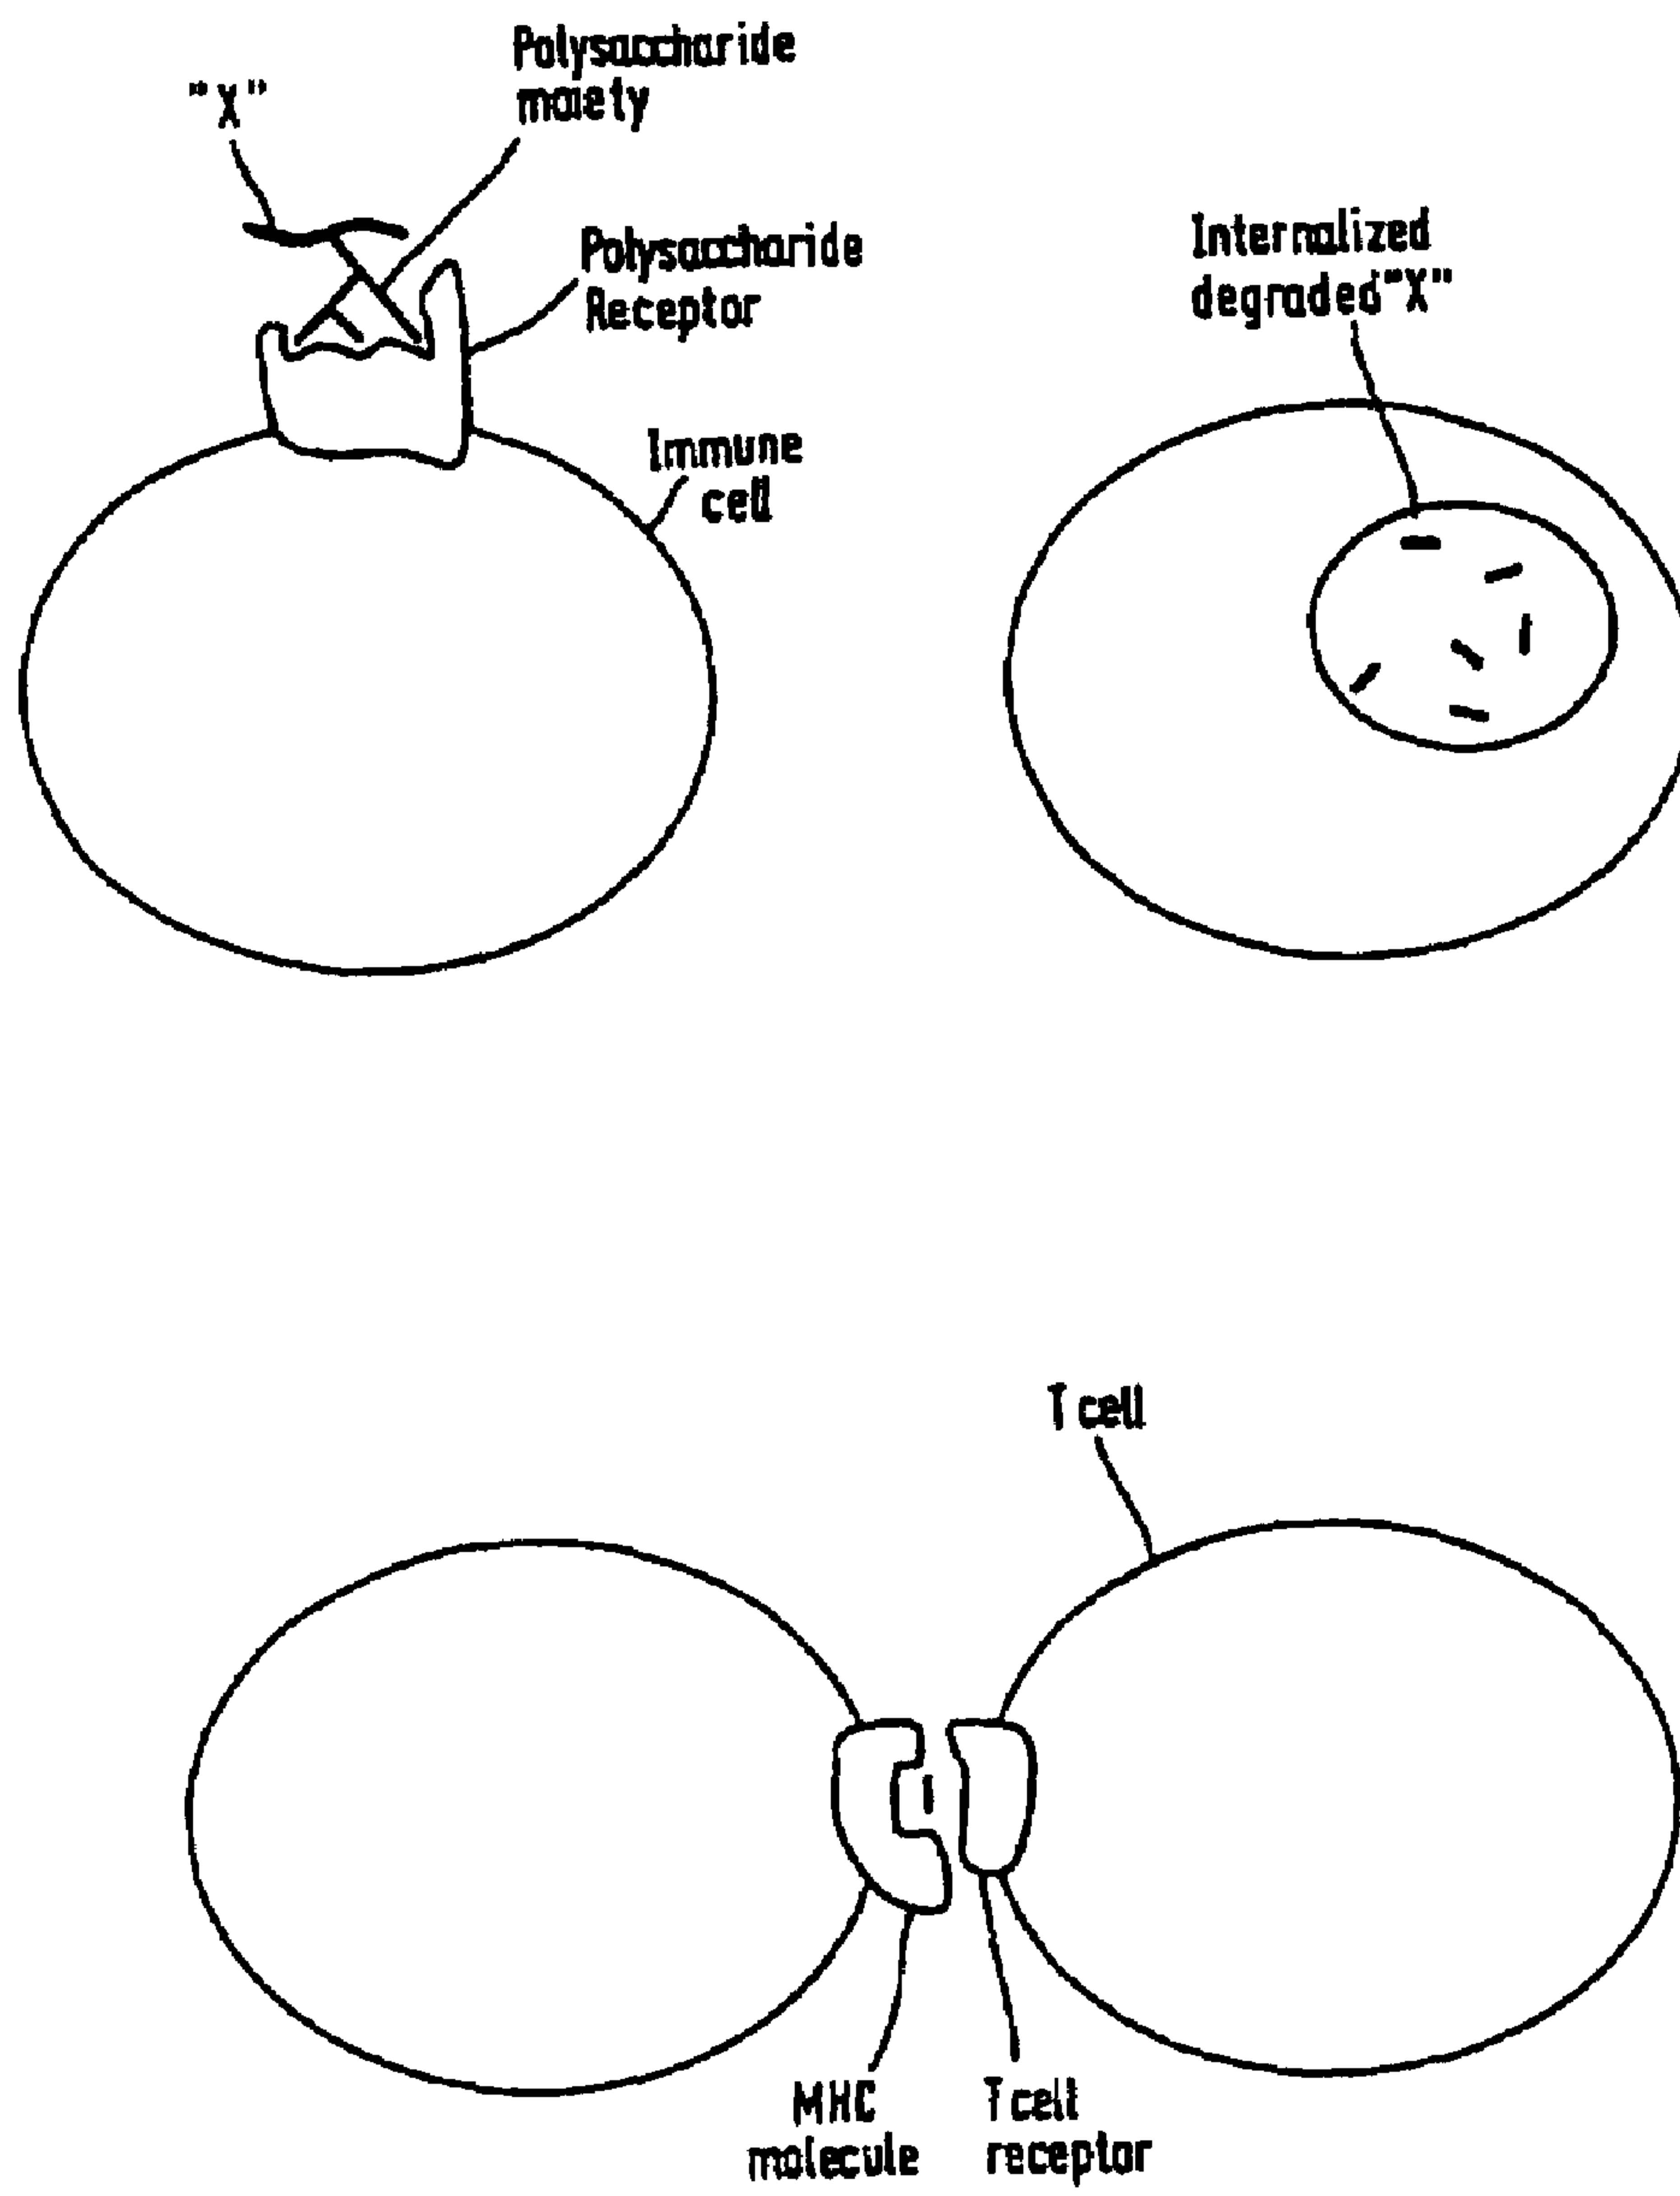 "X"
Polysaccharide
moiety
Polysaccharide
Receptor
Immune
cell
Internalized
degraded"X"
T cell
MHC
molecule
T cell
receptor